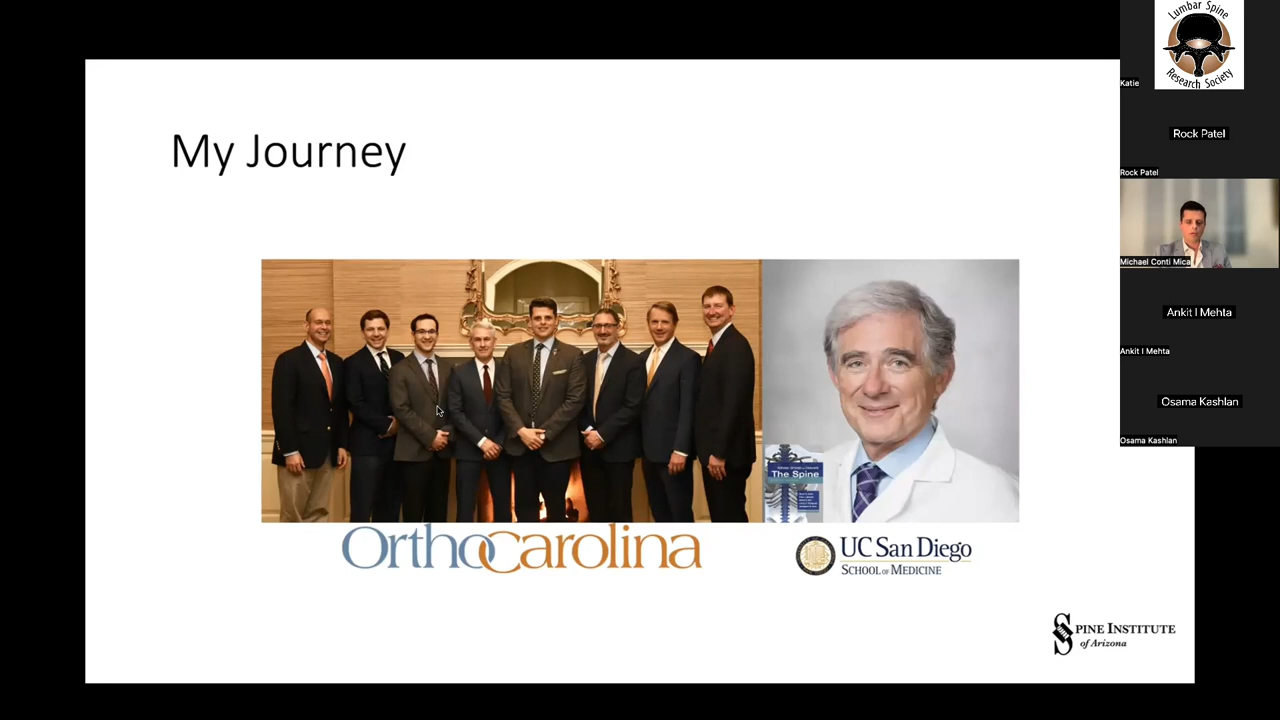 My Journey
The Spine
OrthoCarolina
UC San Diego
SCHOOL OF MEDICINE
SPINE INSTITUTE
of Arizona
Lumbar Spine
Research Society
Katie
Rock Patel
Rock Patel
Michael Conti Mica
Ankit I Mehta
Ankit I Mehta
Osama Kashlan
Osama Kashlan